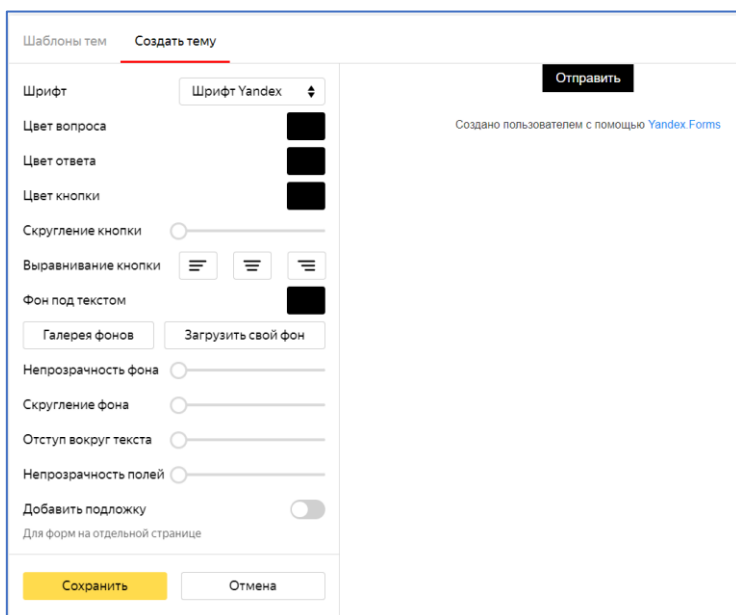 Шаблоны тем Создать тему
Шрифт Шрифт Yandex
Цвет вопроса
Цвет ответа
Цвет кнопки
Скругление кнопки
Выравнивание кнопки
Фон под текстом
Галерея фонов Загрузить свой фон
Непрозрачность фона
Скругление фона
Отступ вокруг текста
Непрозрачность полей
Добавить подложку
Для форм на отдельной странице
Сохранить Отмена
Отправить
Создано пользователем с помощью Yandex.Forms